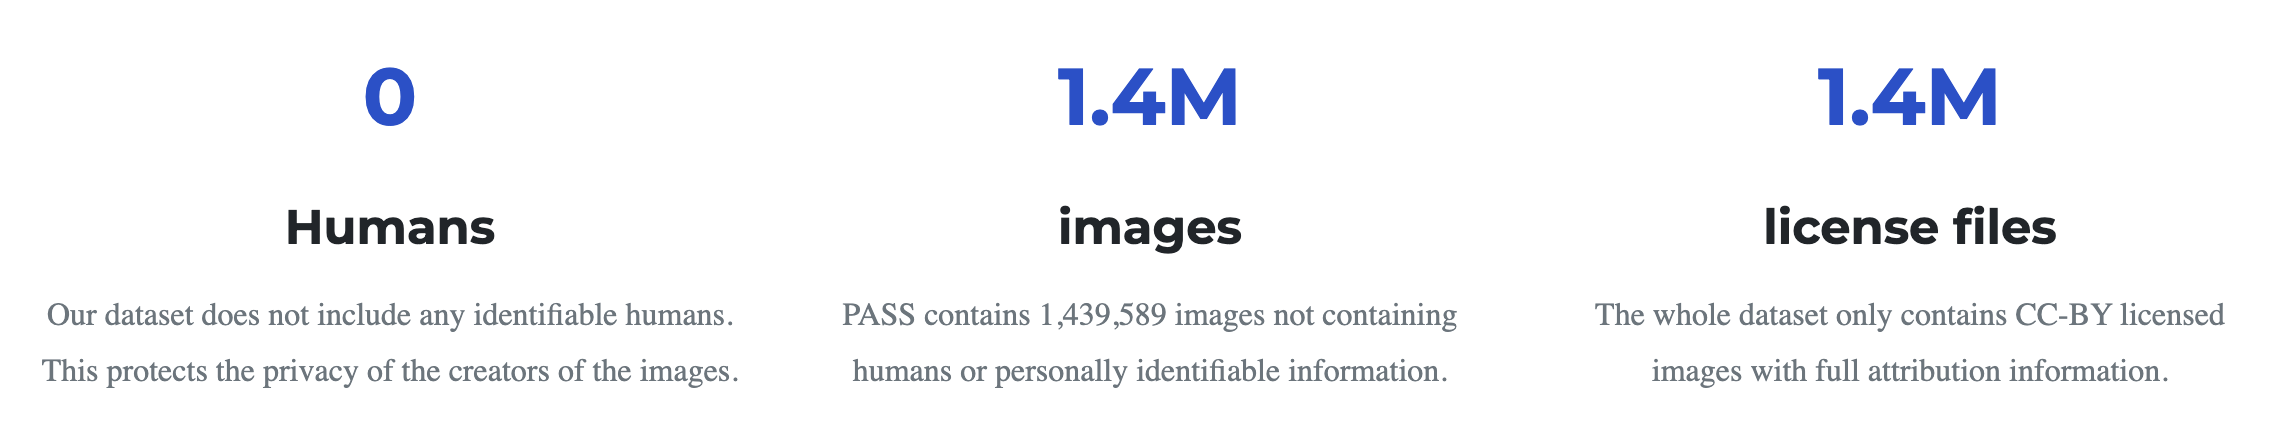 0
Humans
Our dataset does not include any identifiable humans.
This protects the privacy of the creators of the images.
1.4M
images
PASS contains 1,439,589 images not containing
humans or personally identifiable information.
1.4M
license files
The whole dataset only contains CC-BY licensed
images with full attribution information.